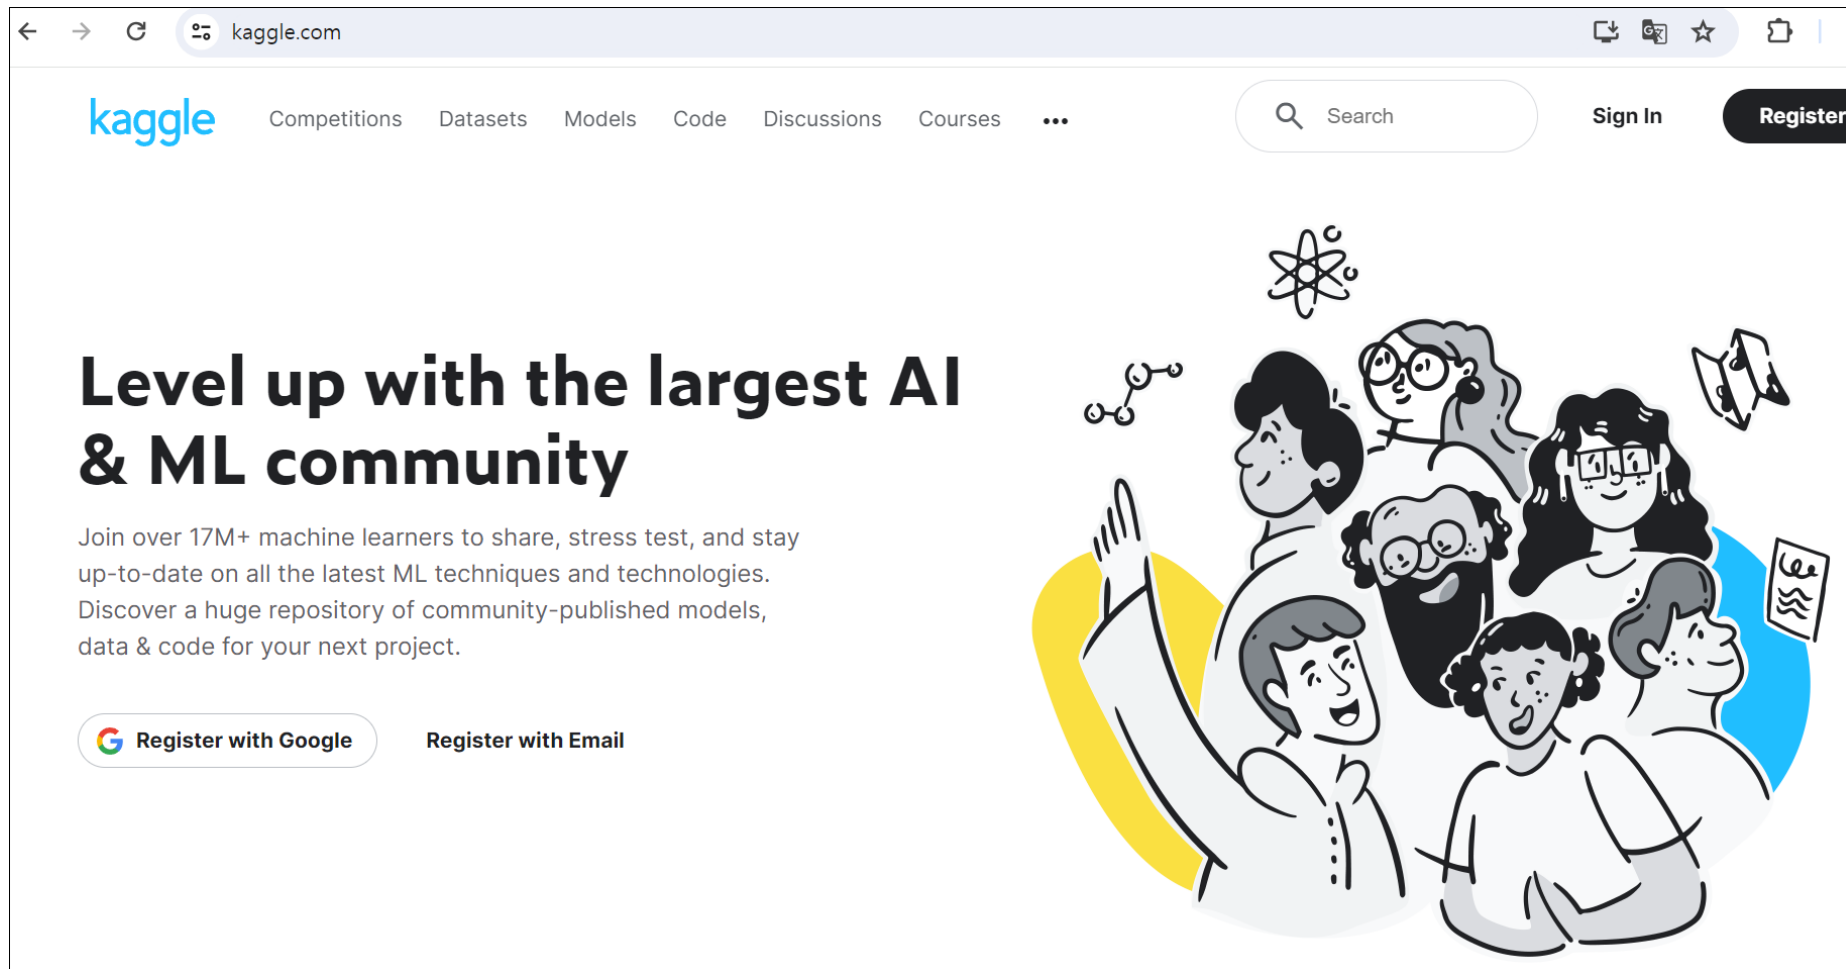 kaggle.com
kaggle Competitions Datasets Models Code Discussions Courses Search Sign In Register
Level up with the largest AI
& ML community
Join over 17M+ machine learners to share, stress test, and stay
up-to-date on all the latest ML techniques and technologies.
Discover a huge repository of community-published models,
data & code for your next project.
Register with Google Register with Email